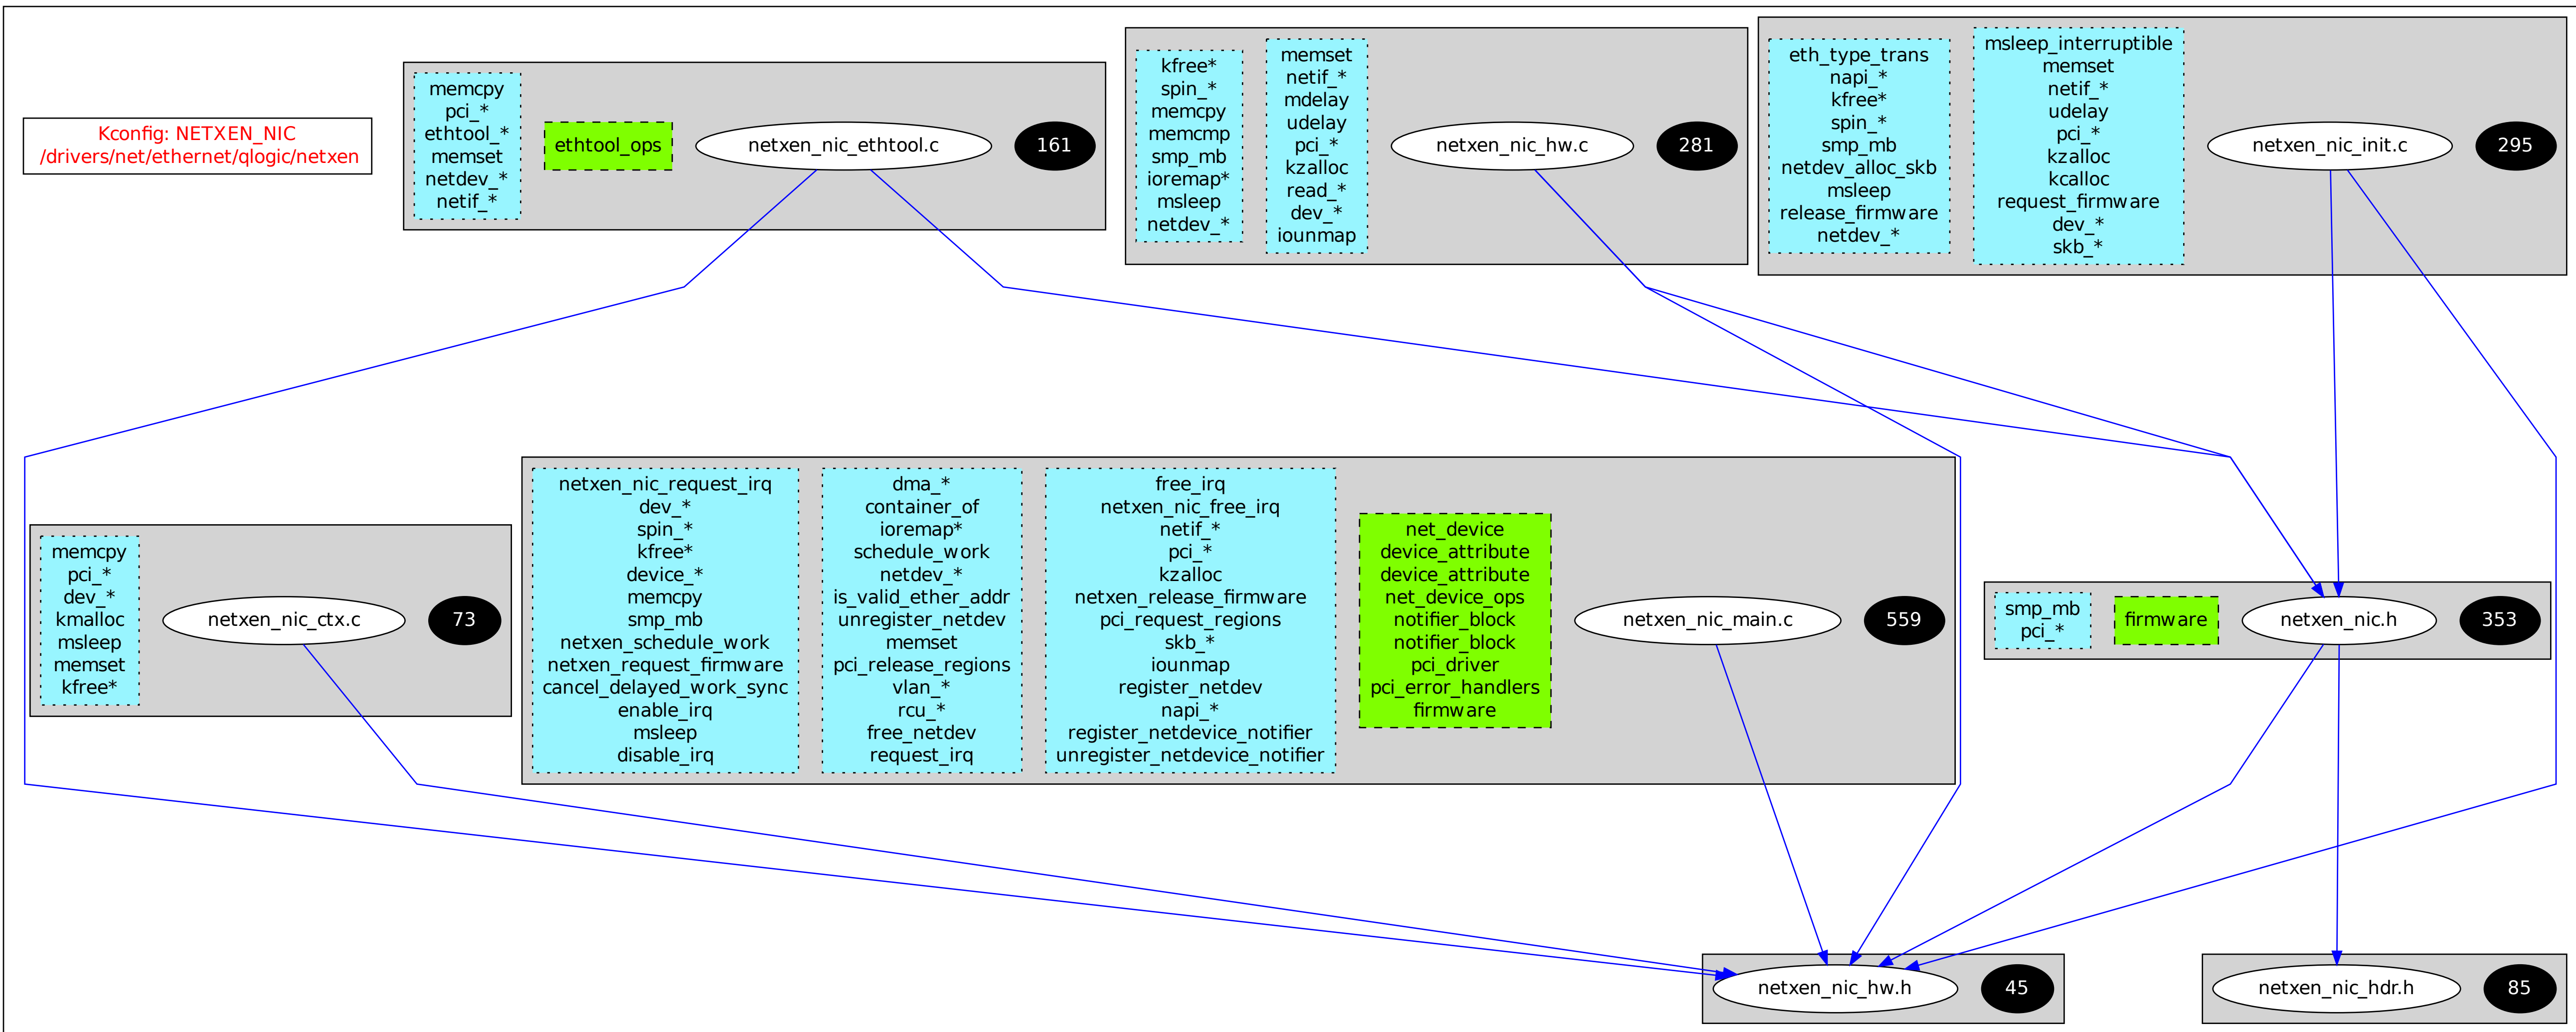 Kconfig: NETXEN_NIC
/drivers/net/ethernet/qlogic/netxen
memcpy
pci_*
ethtool_*
memset
netdev_*
netif_*
ethtool_ops
netxen_nic_ethtool.c
161
kfree*
spin_*
memcpy
memcmp
smp_mb
ioremap*
msleep
netdev_*
memset
netif_*
mdelay
udelay
pci_*
kzalloc
read_*
dev_*
iounmap
netxen_nic_hw.c
281
eth_type_trans
napi_*
kfree*
spin_*
smp_mb
netdev_alloc_skb
msleep
release_firmware
netdev_*
msleep_interruptible
memset
netif_*
udelay
pci_*
kzalloc
kcalloc
request_firmware
dev_*
skb_*
netxen_nic_init.c
295
memcpy
pci_*
dev_*
kmalloc
msleep
memset
kfree*
netxen_nic_ctx.c
73
netxen_nic_request_irq
dev_*
spin_*
kfree*
device_*
memcpy
smp_mb
netxen_schedule_work
netxen_request_firmware
cancel_delayed_work_sync
enable_irq
msleep
disable_irq
dma_*
container_of
ioremap*
schedule_work
netdev_*
is_valid_ether_addr
unregister_netdev
memset
pci_release_regions
vlan_*
rcu_*
free_netdev
request_irq
free_irq
netxen_nic_free_irq
netif_*
pci_*
kzalloc
netxen_release_firmware
pci_request_regions
skb_*
iounmap
register_netdev
napi_*
register_netdevice_notifier
unregister_netdevice_notifier
net_device
device_attribute
device_attribute
net_device_ops
notifier_block
notifier_block
pci_driver
pci_error_handlers
firmware
netxen_nic_main.c
559
smp_mb
pci_*
firmware
netxen_nic.h
353
netxen_nic_hw.h
45
netxen_nic_hdr.h
85